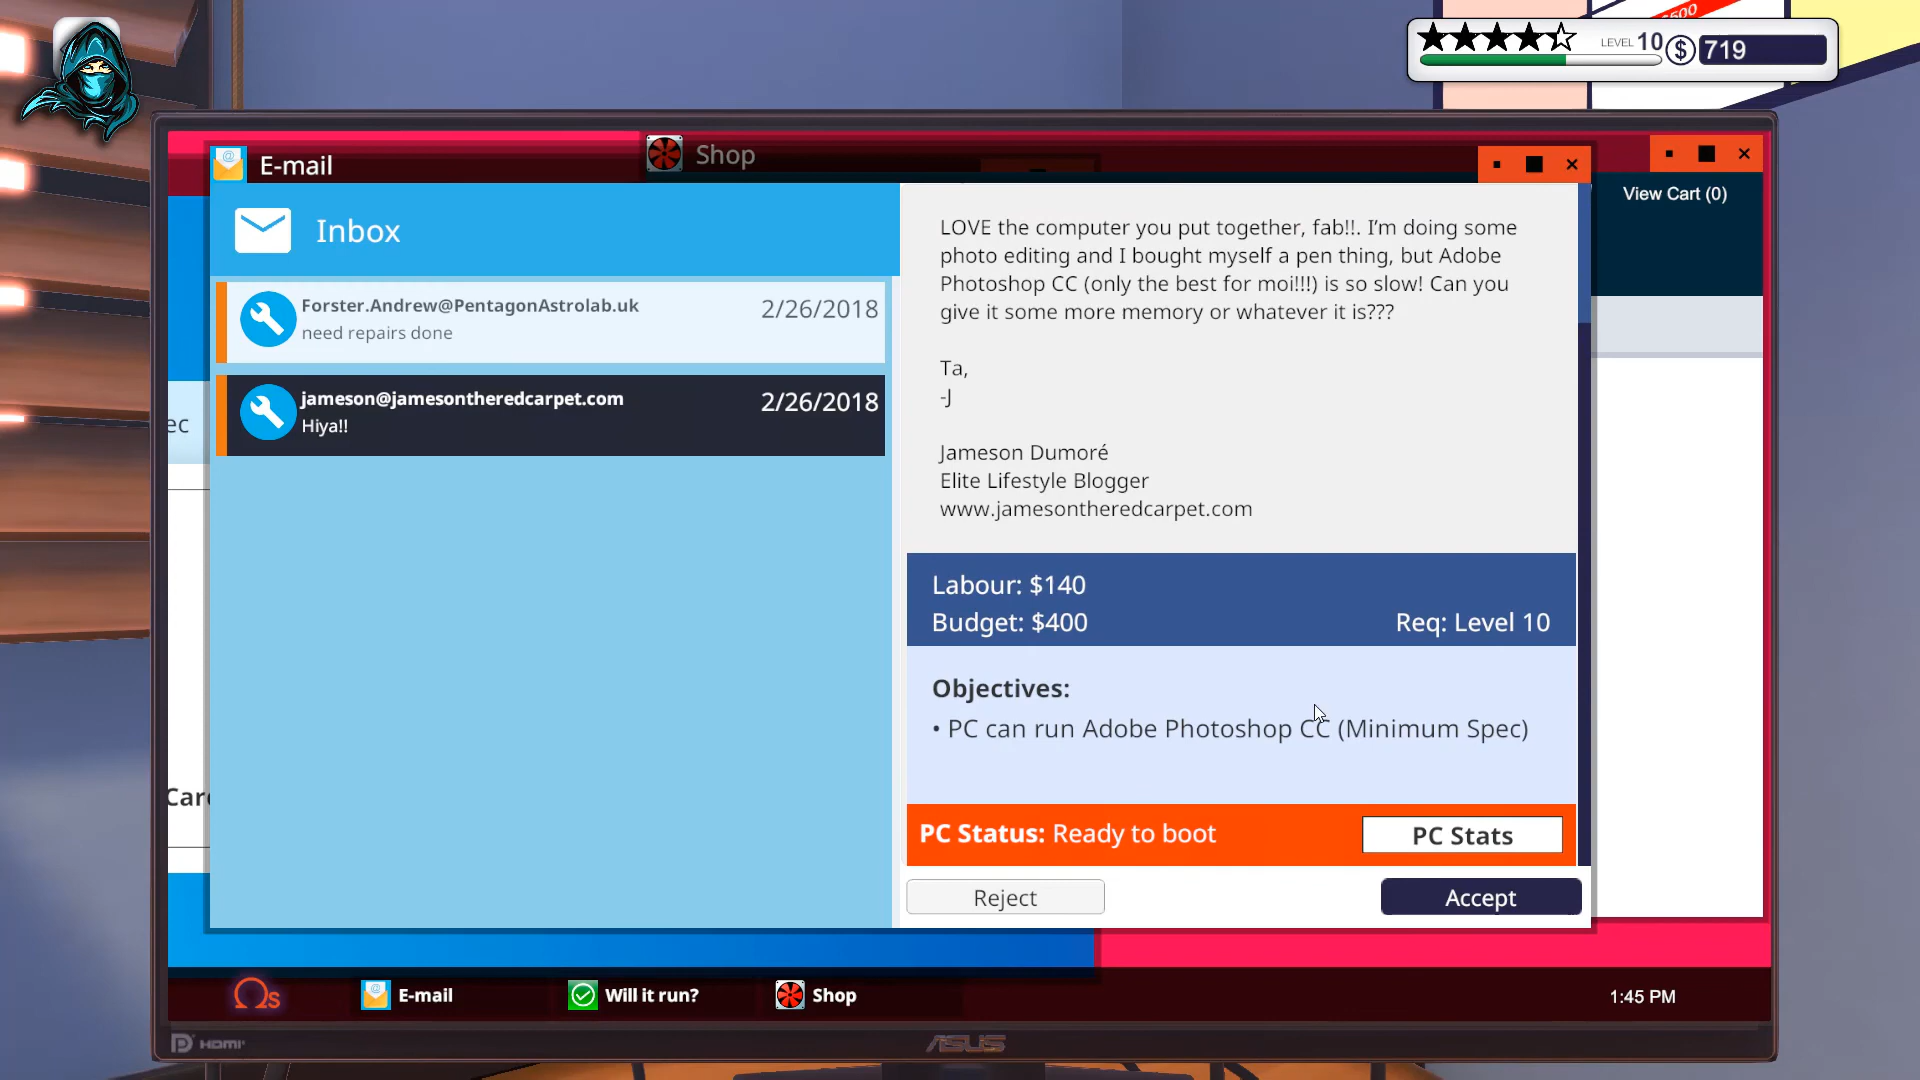 $500
LEVEL 10
$ 719
E-mail
Shop
View Cart (0)
Inbox
Forster.Andrew@PentagonAstrolab.uk
2/26/2018
need repairs done
jameson@jamesontheredcarpet.com
2/26/2018
Hiya!!
LOVE the computer you put together, fab!!. I'm doing some
photo editing and I bought myself a pen thing, but Adobe
Photoshop CC (only the best for moi!!!) is so slow! Can you
give it some more memory or whatever it is???
Ta,
-J
Jameson Dumoré
Elite Lifestyle Blogger
www.jamesontheredcarpet.com
Labour: $140
Budget: $400
Req: Level 10
Objectives:
• PC can run Adobe Photoshop CC (Minimum Spec)
PC Status: Ready to boot
PC Stats
Reject
Accept
ec
Card
Ωs
E-mail
Will it run?
Shop
1:45 PM
HDMI
ASUS